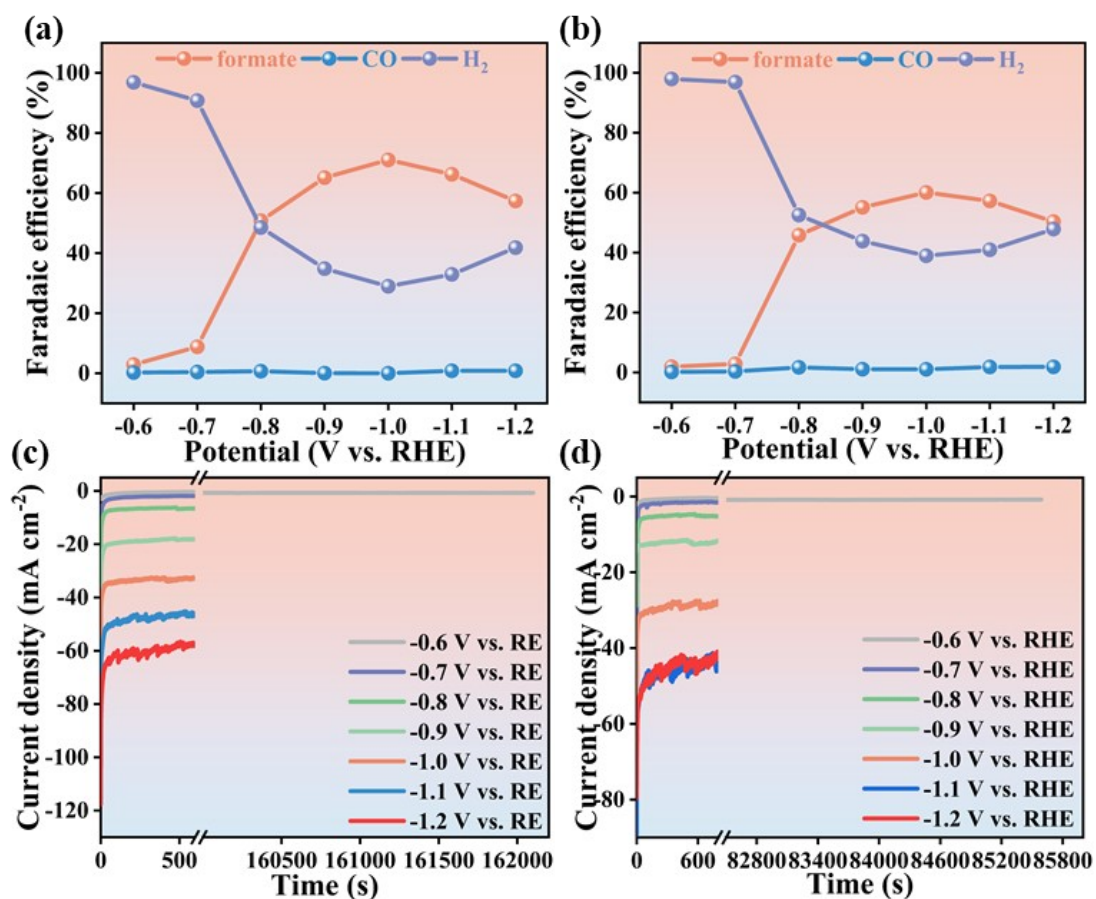 (a)
formate CO H₂
Faradaic efficiency (%)
100
80
60
40
20
0
-0.6 -0.7 -0.8 -0.9 -1.0 -1.1 -1.2
Potential (V vs. RHE)
(b)
formate CO H₂
Faradaic efficiency (%)
100
80
60
40
20
0
-0.6 -0.7 -0.8 -0.9 -1.0 -1.1 -1.2
Potential (V vs. RHE)
(c)
Current density (mA cm⁻²)
0
-20
-40
-60
-80
-100
-120
-0.6 V vs. RE
-0.7 V vs. RE
-0.8 V vs. RE
-0.9 V vs. RE
-1.0 V vs. RE
-1.1 V vs. RE
-1.2 V vs. RE
0 500 160500 161000 161500 162000
Time (s)
(d)
Current density (mA cm⁻²)
0
-20
-40
-60
-80
-0.6 V vs. RHE
-0.7 V vs. RHE
-0.8 V vs. RHE
-0.9 V vs. RHE
-1.0 V vs. RHE
-1.1 V vs. RHE
-1.2 V vs. RHE
0 600 82800 83400 84000 84600 85200 85800
Time (s)